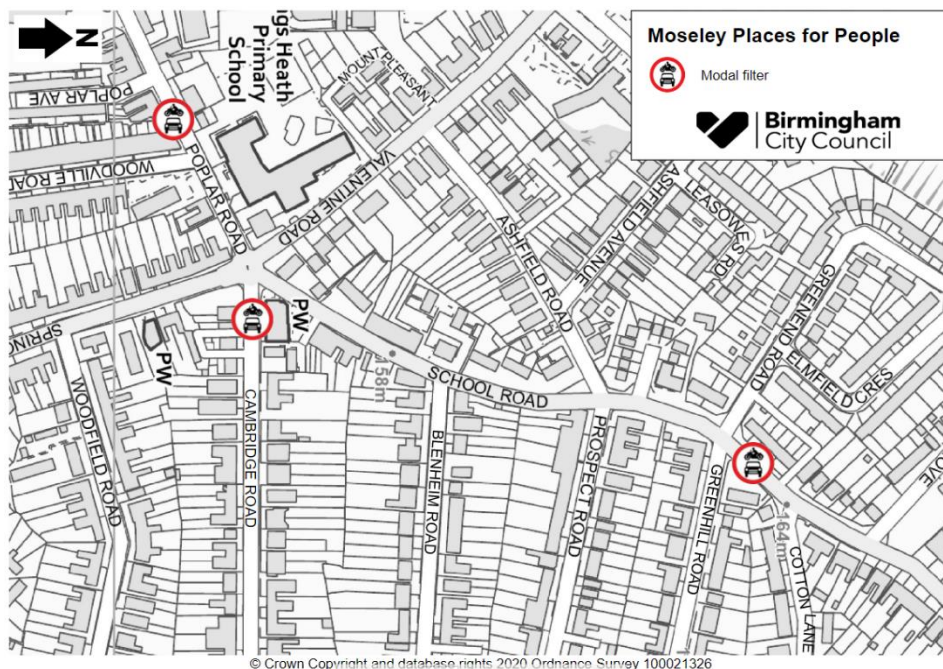 N
Moseley Places for People
Modal filter
Birmingham
City Council
gs Heath
Primary
School
MOUNT PLEASANT
POPLAR AVE
WOODVILLE ROAD
POPLAR ROAD
VALENTINE ROAD
ASHFIELD ROAD
ASHFIELD AVENUE
LEASOWES RD
GREENEND ROAD
ELMFIELD CRES
OVE
SPRING
PW
PW
58m
SCHOOL ROAD
WOODFIELD ROAD
CAMBRIDGE ROAD
BLENHEIM ROAD
PROSPECT ROAD
GREENHILL ROAD
164m
COTTON LANE
© Crown Copyright and database rights 2020 Ordnance Survey 100021326